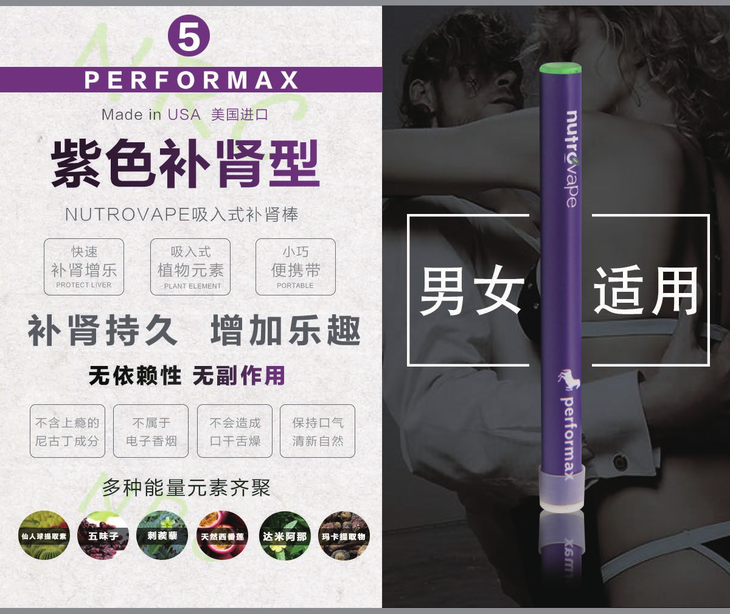 5
PERFORMAX
Made in USA 美国进口
紫色补肾型
NUTROVAPE吸入式补肾棒
快速
补肾增乐
PROTECT LIVER
吸入式
植物元素
PLANT ELEMENT
小巧
便携带
PORTABLE
补肾持久 增加乐趣
无依赖性 无副作用
不含上瘾的
尼古丁成分
不属于
电子香烟
不会造成
口干舌燥
保持口气
清新自然
多种能量元素齐聚
仙人球提取素
五味子
刺蒺藜
天然西番莲
达米阿那
玛卡提取物
nutrovape
男女 适用
performax